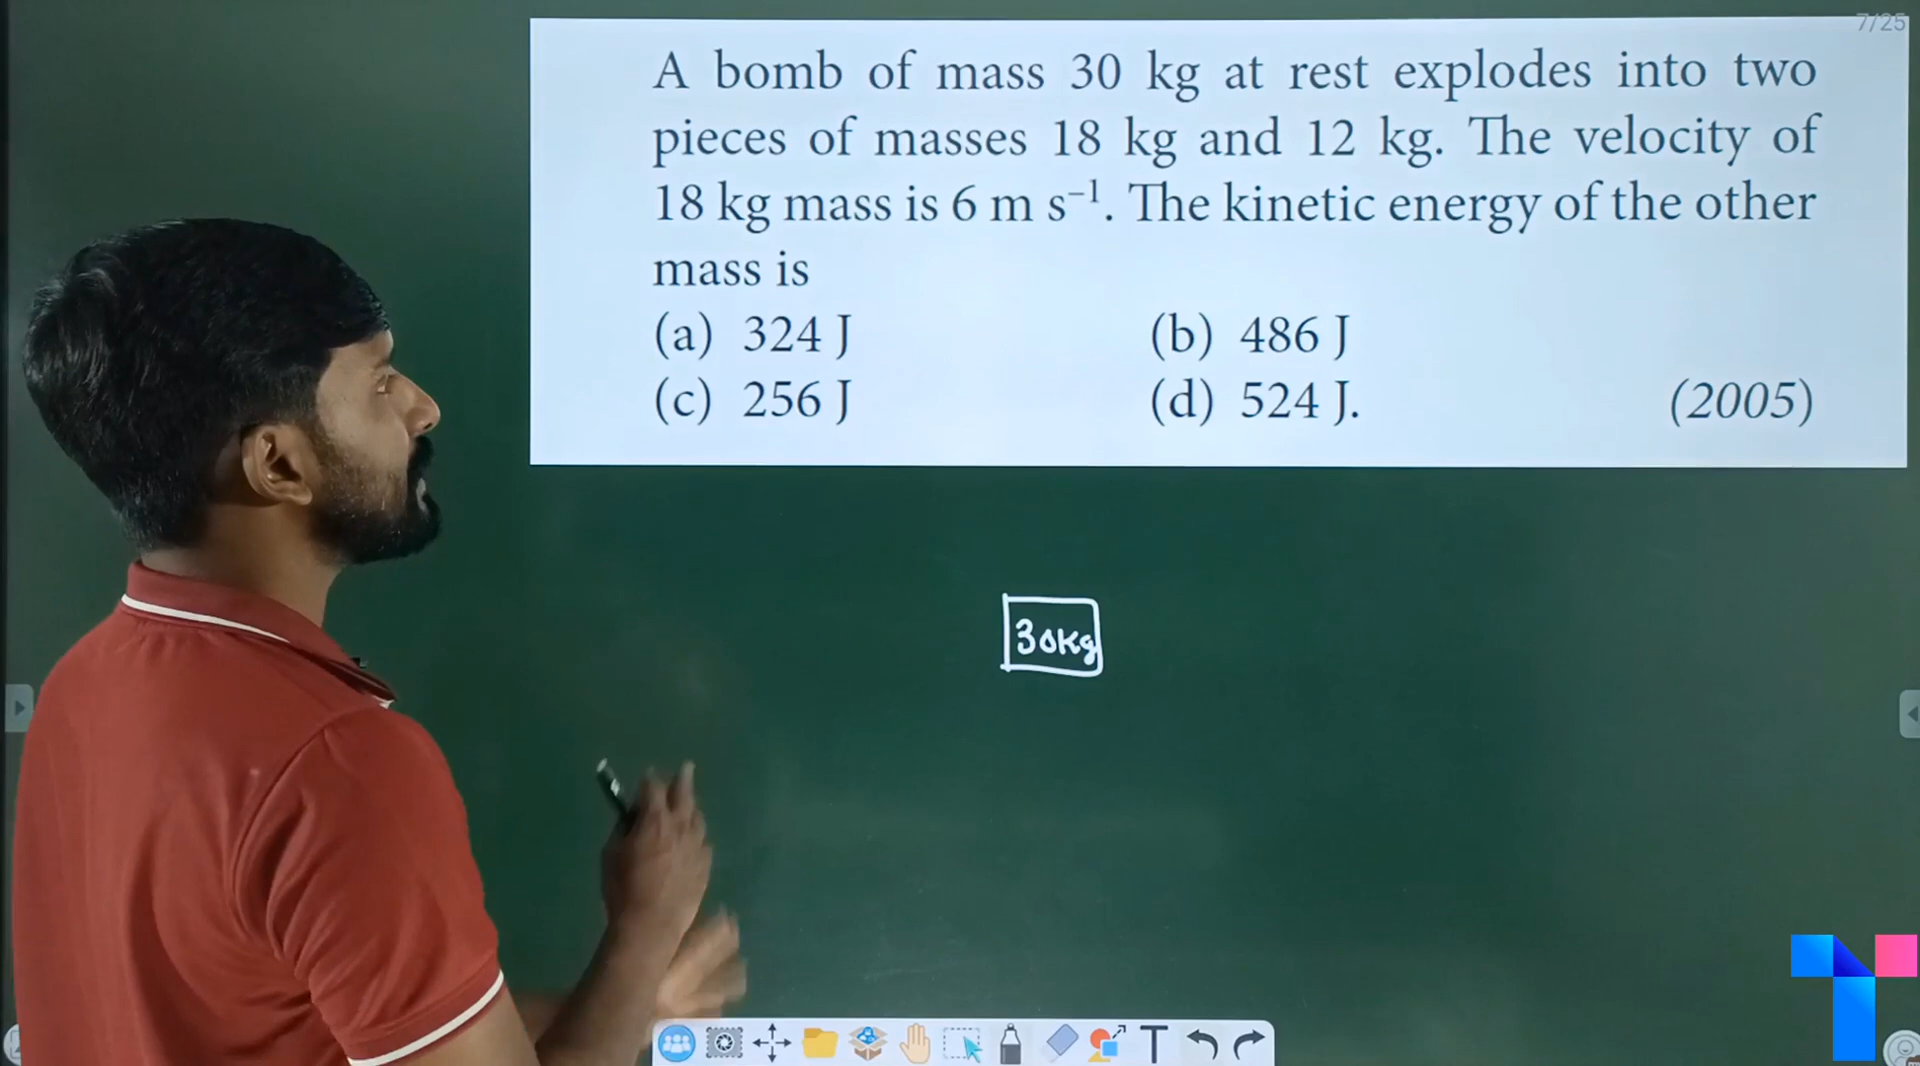 7/25
A bomb of mass 30 kg at rest explodes into two
pieces of masses 18 kg and 12 kg. The velocity of
18 kg mass is 6 m s⁻¹. The kinetic energy of the other
mass is
(a) 324 J (b) 486 J
(c) 256 J (d) 524 J. (2005)
30Kg
T